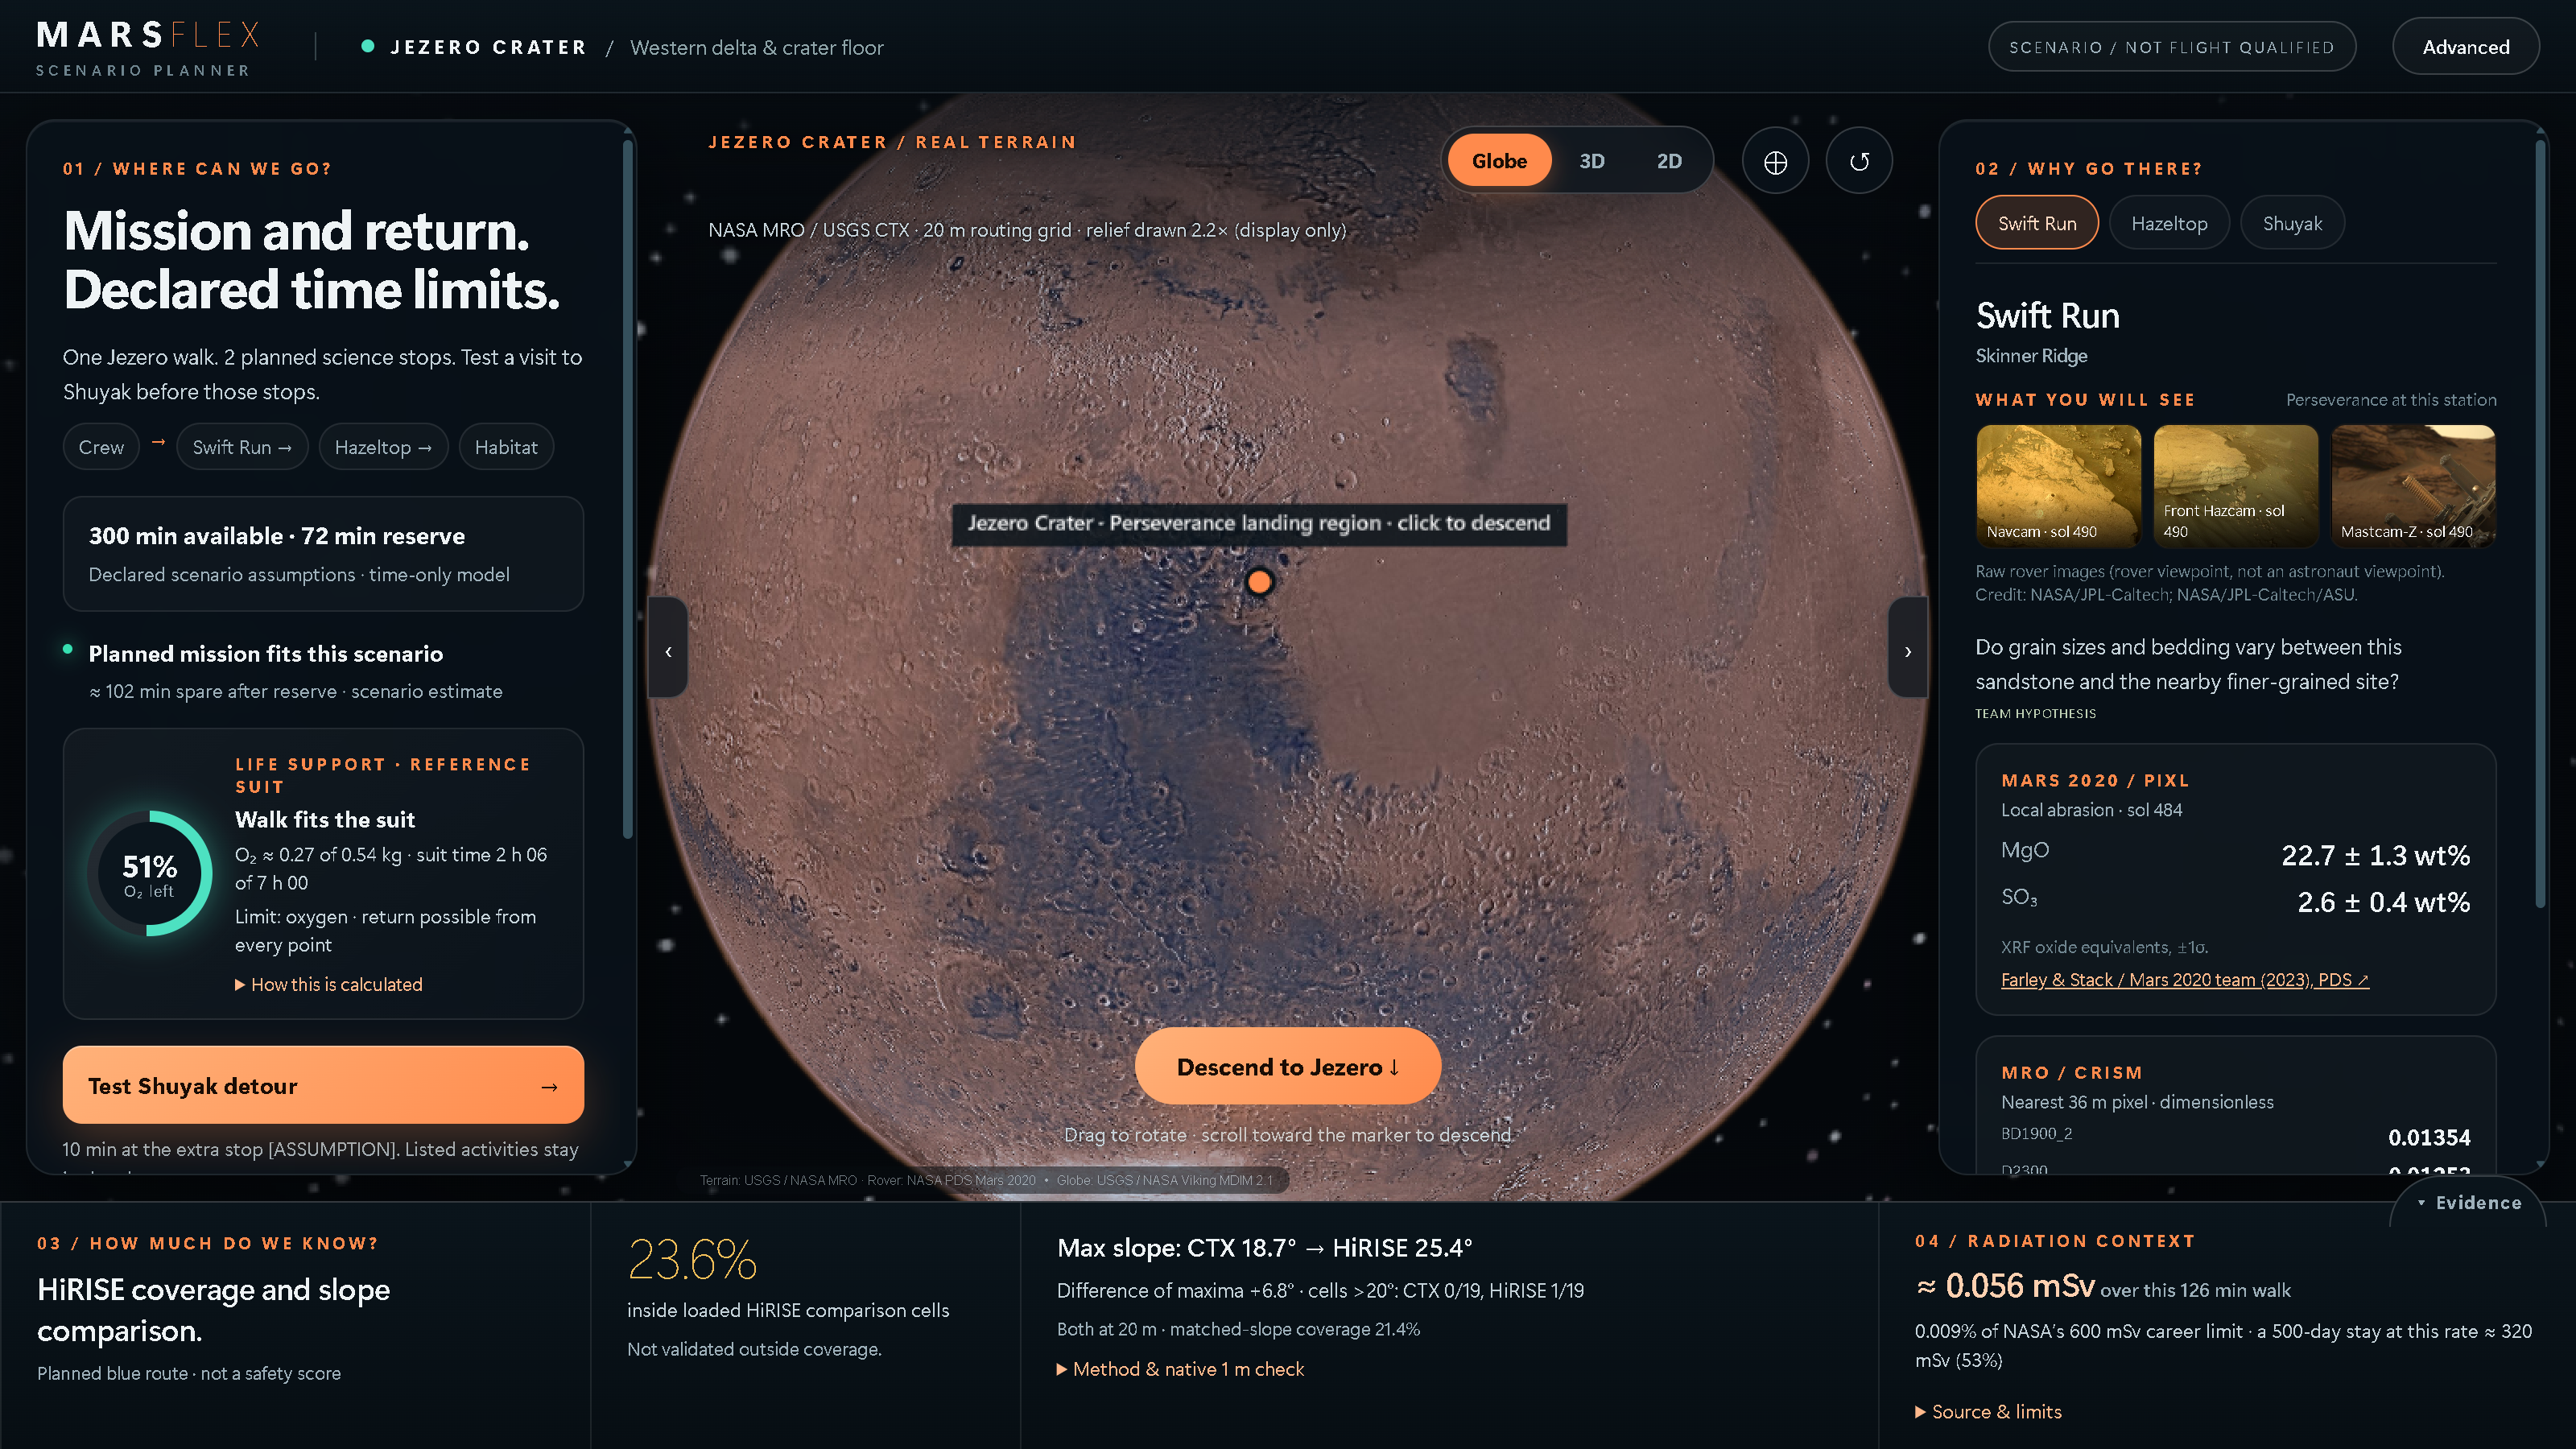 MARSFLEX
SCENARIO PLANNER
JEZERO CRATER / Western delta & crater floor
SCENARIO / NOT FLIGHT QUALIFIED
Advanced
01 / WHERE CAN WE GO?
Mission and return.
Declared time limits.
One Jezero walk. 2 planned science stops. Test a visit to
Shuyak before those stops.
Crew → Swift Run → Hazeltop → Habitat
300 min available · 72 min reserve
Declared scenario assumptions · time-only model
Planned mission fits this scenario
≈ 102 min spare after reserve · scenario estimate
51%
O₂ left
LIFE SUPPORT · REFERENCE
SUIT
Walk fits the suit
O₂ ≈ 0.27 of 0.54 kg · suit time 2 h 06
of 7 h 00
Limit: oxygen · return possible from
every point
▶ How this is calculated
Test Shuyak detour →
10 min at the extra stop [ASSUMPTION]. Listed activities stay
JEZERO CRATER / REAL TERRAIN
Globe 3D 2D
NASA MRO / USGS CTX · 20 m routing grid · relief drawn 2.2× (display only)
Jezero Crater · Perseverance landing region · click to descend
‹
›
Descend to Jezero ↓
Drag to rotate · scroll toward the marker to descend
Terrain: USGS / NASA MRO · Rover: NASA PDS Mars 2020 • Globe: USGS / NASA Viking MDIM 2.1
02 / WHY GO THERE?
Swift Run Hazeltop Shuyak
Swift Run
Skinner Ridge
WHAT YOU WILL SEE Perseverance at this station
Navcam · sol 490
Front Hazcam · sol
490
Mastcam-Z · sol 490
Raw rover images (rover viewpoint, not an astronaut viewpoint).
Credit: NASA/JPL-Caltech; NASA/JPL-Caltech/ASU.
Do grain sizes and bedding vary between this
sandstone and the nearby finer-grained site?
TEAM HYPOTHESIS
MARS 2020 / PIXL
Local abrasion · sol 484
MgO 22.7 ± 1.3 wt%
SO₃ 2.6 ± 0.4 wt%
XRF oxide equivalents, ±1σ.
Farley & Stack / Mars 2020 team (2023), PDS ↗
MRO / CRISM
Nearest 36 m pixel · dimensionless
BD1900_2 0.01354
D2300
▾ Evidence
03 / HOW MUCH DO WE KNOW?
HiRISE coverage and slope
comparison.
Planned blue route · not a safety score
23.6%
inside loaded HiRISE comparison cells
Not validated outside coverage.
Max slope: CTX 18.7° → HiRISE 25.4°
Difference of maxima +6.8° · cells >20°: CTX 0/19, HiRISE 1/19
Both at 20 m · matched-slope coverage 21.4%
▶ Method & native 1 m check
04 / RADIATION CONTEXT
≈ 0.056 mSv over this 126 min walk
0.009% of NASA's 600 mSv career limit · a 500-day stay at this rate ≈ 320
mSv (53%)
▶ Source & limits